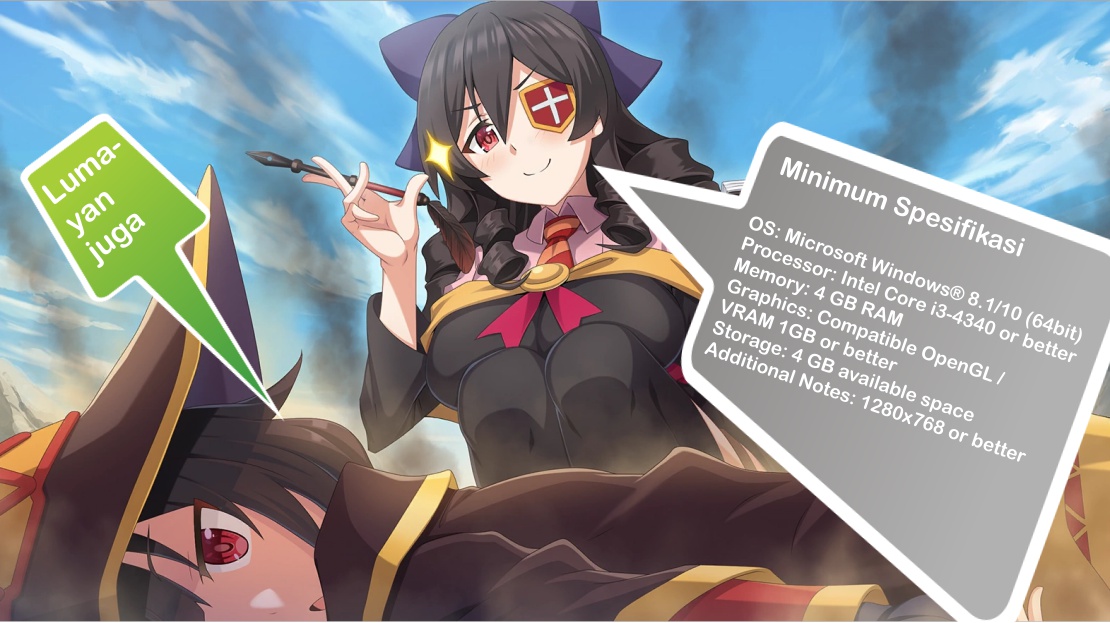 Luma-
yan
juga
Minimum Spesifikasi
OS: Microsoft Windows® 8.1/10 (64bit)
Processor: Intel Core i3-4340 or better
Memory: 4 GB RAM
Graphics: Compatible OpenGL /
VRAM 1GB or better
Storage: 4 GB available space
Additional Notes: 1280x768 or better